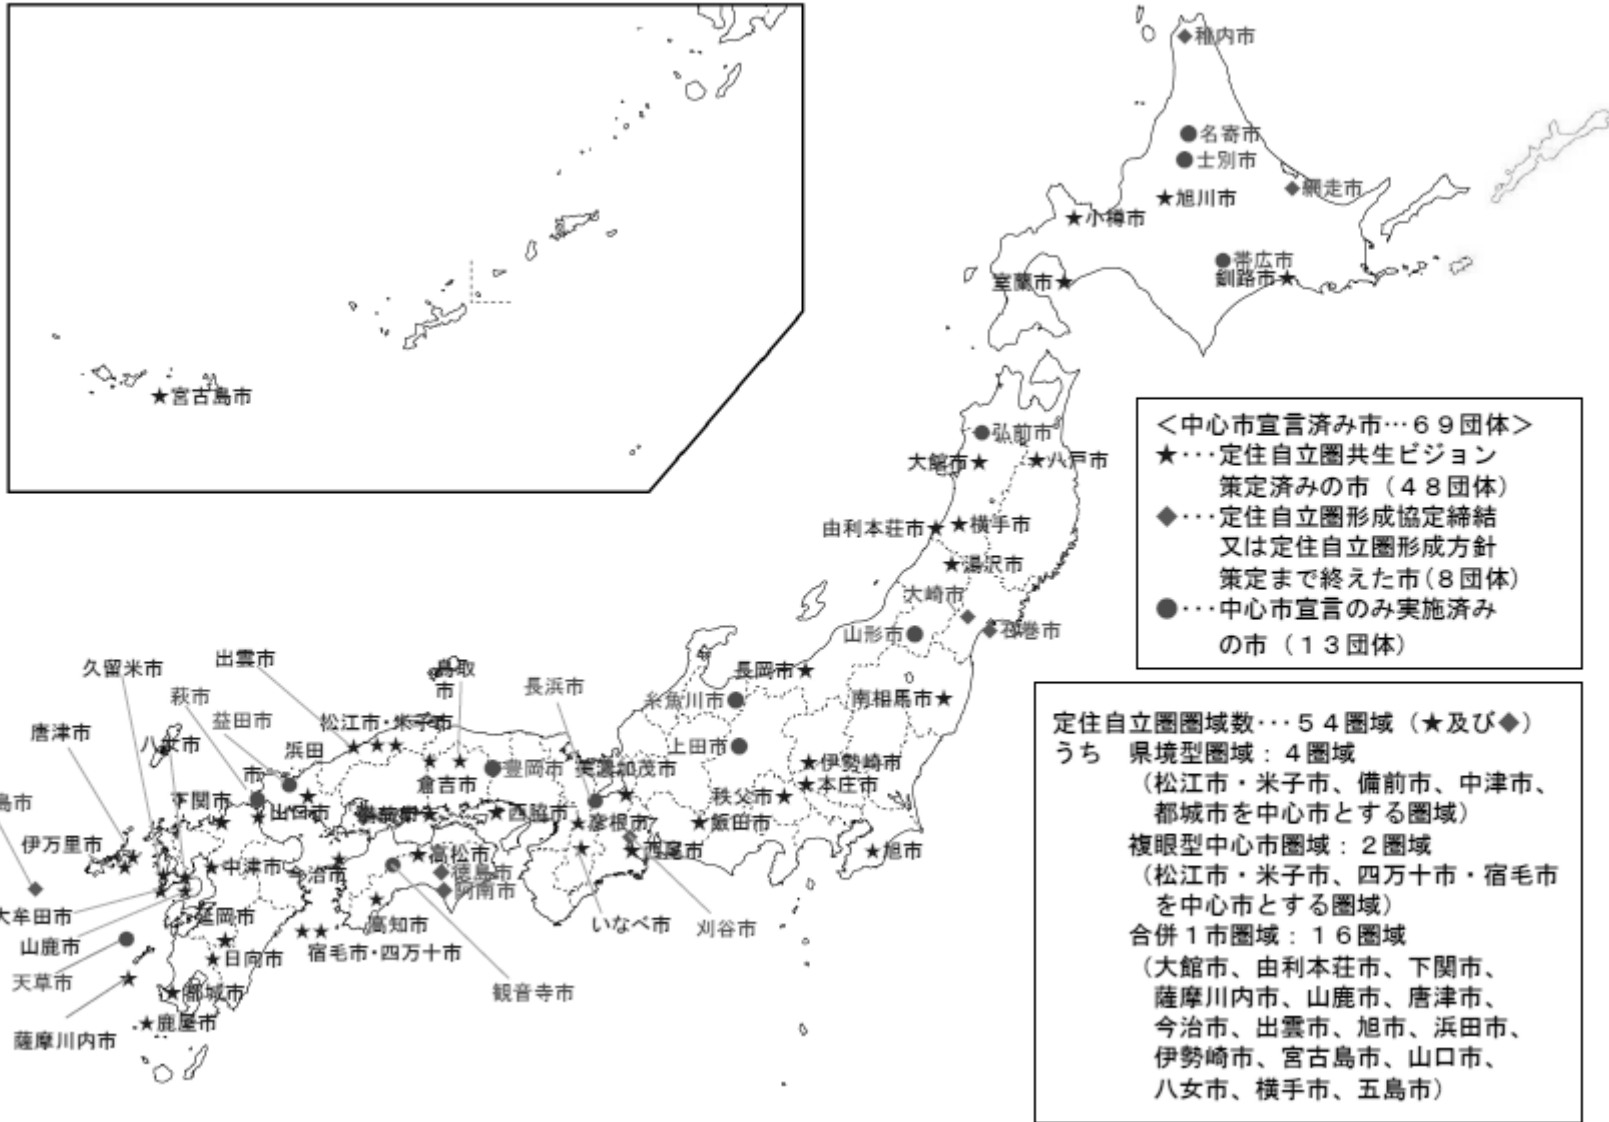 稚内市
名寄市
士別市
網走市
旭川市
小樽市
帯広市
釧路市
室蘭市
宮古島市
弘前市
大館市
八戸市
由利本荘市
横手市
湯沢市
大崎市
石巻市
山形市
長岡市
南相馬市
糸魚川市
上田市
伊勢崎市
本庄市
秩父市
飯田市
旭市
久留米市
出雲市
鳥取
市
長浜市
萩市
益田市
唐津市
八女市
松江市・米子市
浜田
市
倉吉市
豊岡市
美濃加茂市
島市
下関市
山口市
西脇市
彦根市
伊万里市
中津市
今治市
高松市
西尾市
徳島市
阿南市
大牟田市
延岡市
高知市
いなべ市
刈谷市
山鹿市
日向市
宿毛市・四万十市
天草市
都城市
観音寺市
鹿屋市
薩摩川内市
＜中心市宣言済み市…６９団体＞
★･･･定住自立圏共生ビジョン
策定済みの市（４８団体）
◆･･･定住自立圏形成協定締結
又は定住自立圏形成方針
策定まで終えた市（８団体）
●･･･中心市宣言のみ実施済み
の市（１３団体）
定住自立圏圏域数･･･５４圏域（★及び◆）
うち　県境型圏域：４圏域
（松江市・米子市、備前市、中津市、
都城市を中心市とする圏域）
複眼型中心市圏域：２圏域
（松江市・米子市、四万十市・宿毛市
を中心市とする圏域）
合併１市圏域：１６圏域
（大館市、由利本荘市、下関市、
薩摩川内市、山鹿市、唐津市、
今治市、出雲市、旭市、浜田市、
伊勢崎市、宮古島市、山口市、
八女市、横手市、五島市）